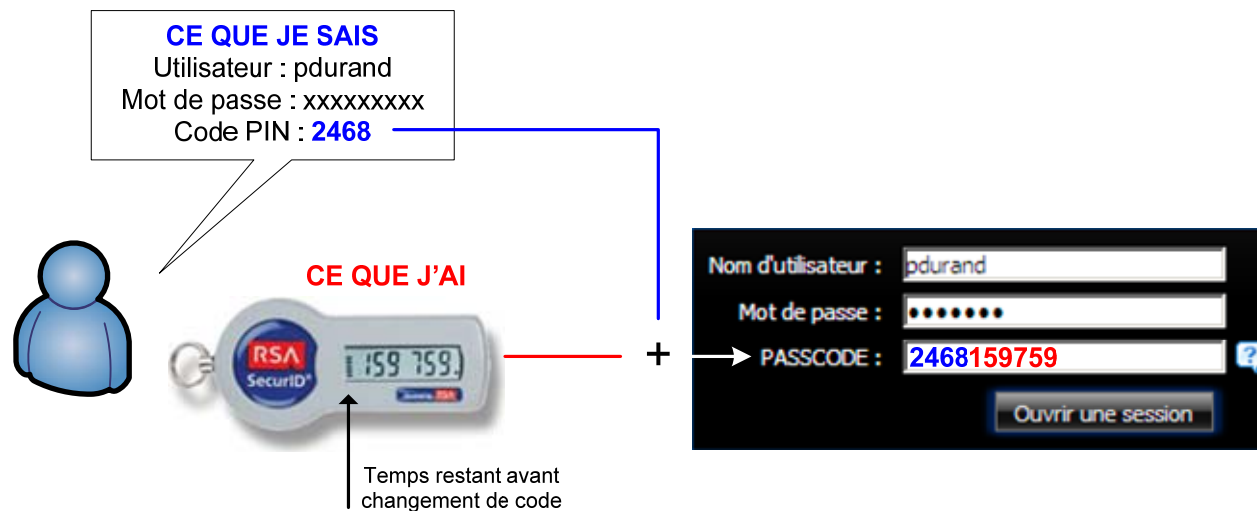 CE QUE JE SAIS
Utilisateur : pdurand
Mot de passe : xxxxxxxxx
Code PIN : 2468
CE QUE J'AI
RSA
SecurID®
159 759
RSA
Temps restant avant
changement de code
+
Nom d'utilisateur : pdurand
Mot de passe : •••••••
PASSCODE : 2468159759
?
Ouvrir une session